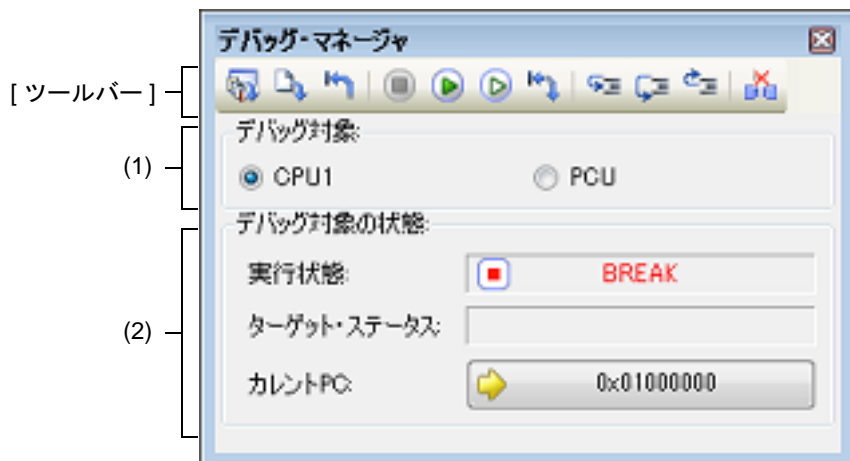 デバッグ・マネージャ
[ ツールバー ]
デバッグ対象:
(1)
CPU1
PCU
デバッグ対象の状態:
実行状態:
BREAK
(2)
ターゲット・ステータス:
カレントPC:
0x01000000